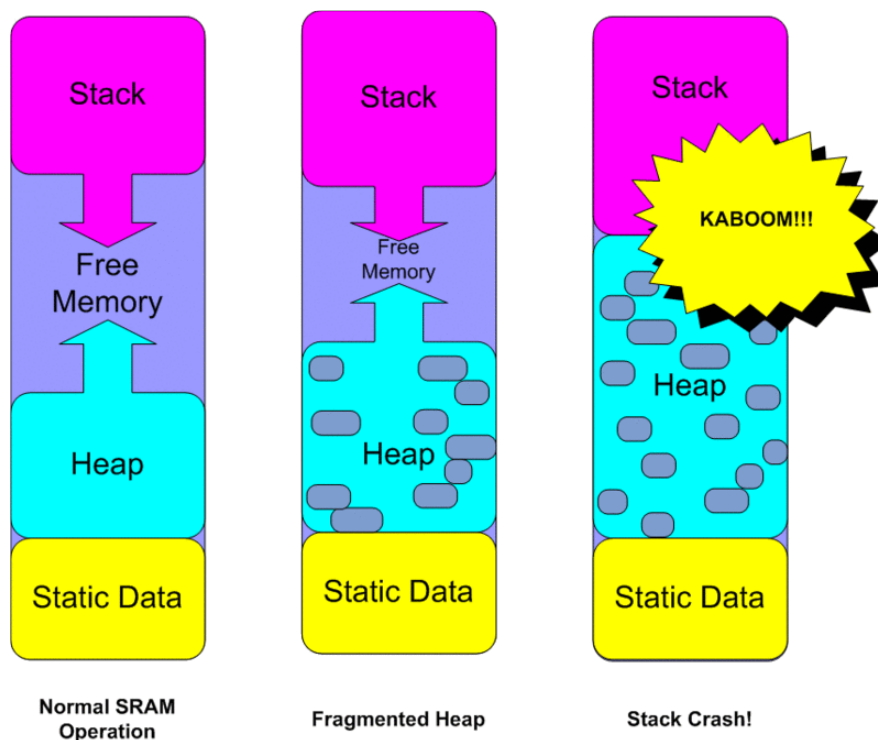 Stack
Free
Memory
Heap
Static Data
Normal SRAM
Operation
Stack
Free
Memory
Heap
Static Data
Fragmented Heap
Stack
KABOOM!!!
Heap
Static Data
Stack Crash!